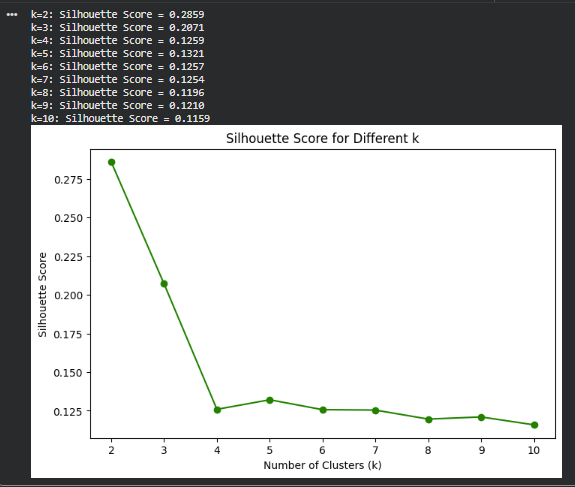 k=2: Silhouette Score = 0.2859
k=3: Silhouette Score = 0.2071
k=4: Silhouette Score = 0.1259
k=5: Silhouette Score = 0.1321
k=6: Silhouette Score = 0.1257
k=7: Silhouette Score = 0.1254
k=8: Silhouette Score = 0.1196
k=9: Silhouette Score = 0.1210
k=10: Silhouette Score = 0.1159
Silhouette Score for Different k
Silhouette Score
0.275
0.250
0.225
0.200
0.175
0.150
0.125
2 3 4 5 6 7 8 9 10
Number of Clusters (k)